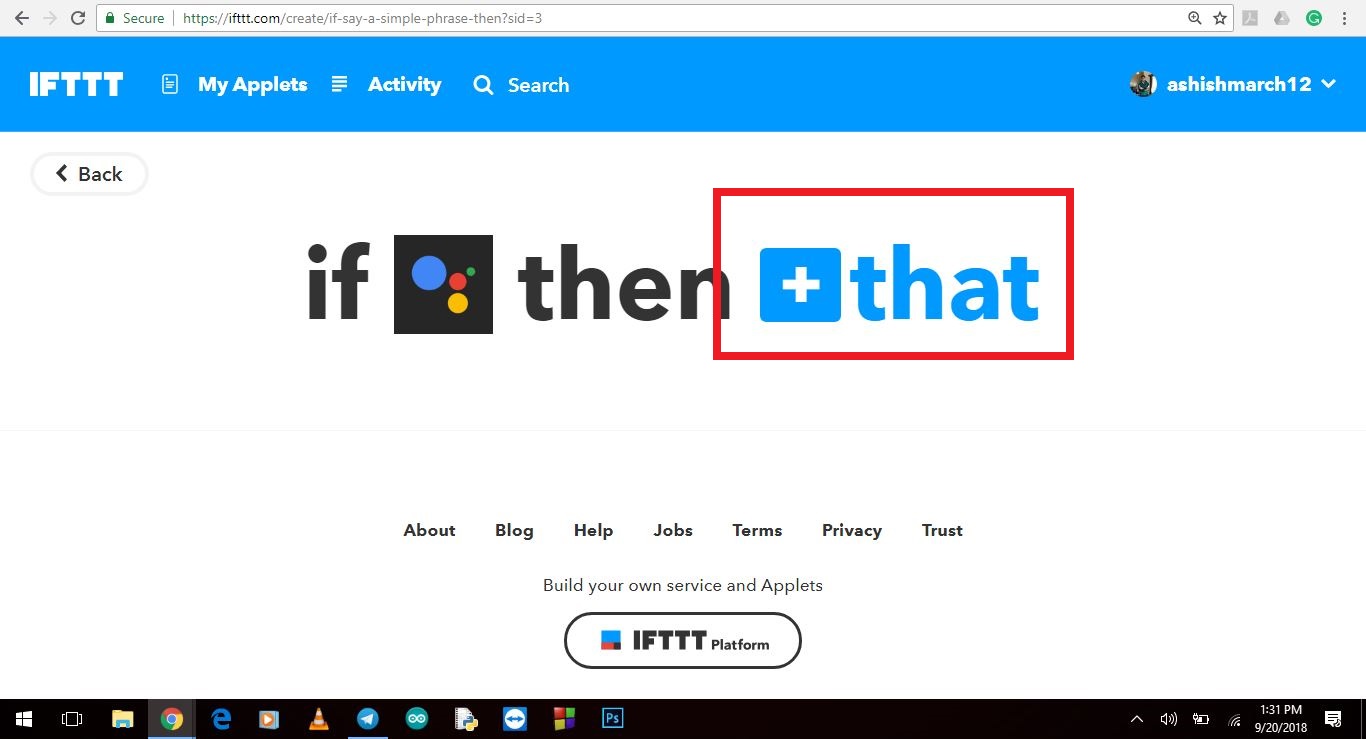 Secure https://ifttt.com/create/if-say-a-simple-phrase-then?sid=3
IFTTT My Applets Activity Search ashishmarch12
Back
if then that
About Blog Help Jobs Terms Privacy Trust
Build your own service and Applets
IFTTT Platform
Ps
1:31 PM
9/20/2018